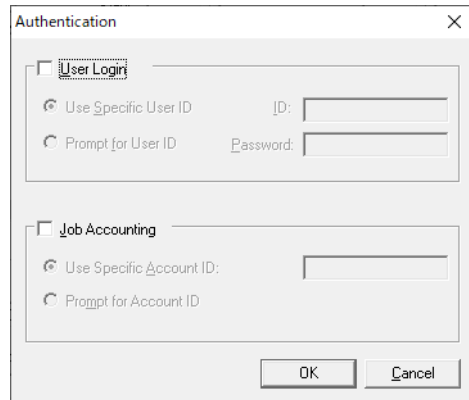 Authentication
User Login
Use Specific User ID
ID:
Prompt for User ID
Password:
Job Accounting
Use Specific Account ID:
Prompt for Account ID
OK
Cancel